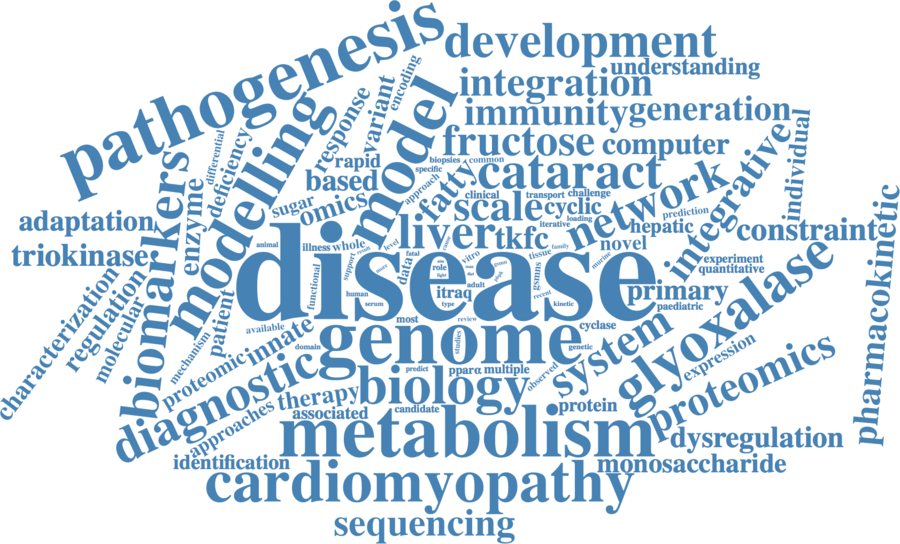 pathogenesis
development
understanding
integration
encoding
variant
response
modelling
model
immunity
generation
differential
deficiency
rapid
fructose
computer
individual
biopsies
common
specific
cataract
integrative
approach
based
fatty
network
sugar
omics
clinical
transport
challenge
scale
cyclic
iterative
loading
prediction
adaptation
biomarkers
enzyme
liver
tkfc
hepatic
novel
constraint
pharmacokinetic
triokinase
animal
illness
whole
disease
tissue
family
vitro
fatal
level
support
data
murine
experiment
quantitative
characterization
regulation
molecular
patient
functional
role
light
gsmns
adult
human
serum
itraq
type
recent
kinetic
primary
paediatric
glyoxalase
mechanism
available
most
review
cyclase
innate
genome
studies
system
proteomic
domain
genetic
expression
diagnostic
predict
pparα
multiple
observed
proteomics
approaches
therapy
biology
protein
associated
candidate
metabolism
dysregulation
identification
monosaccharide
cardiomyopathy
sequencing